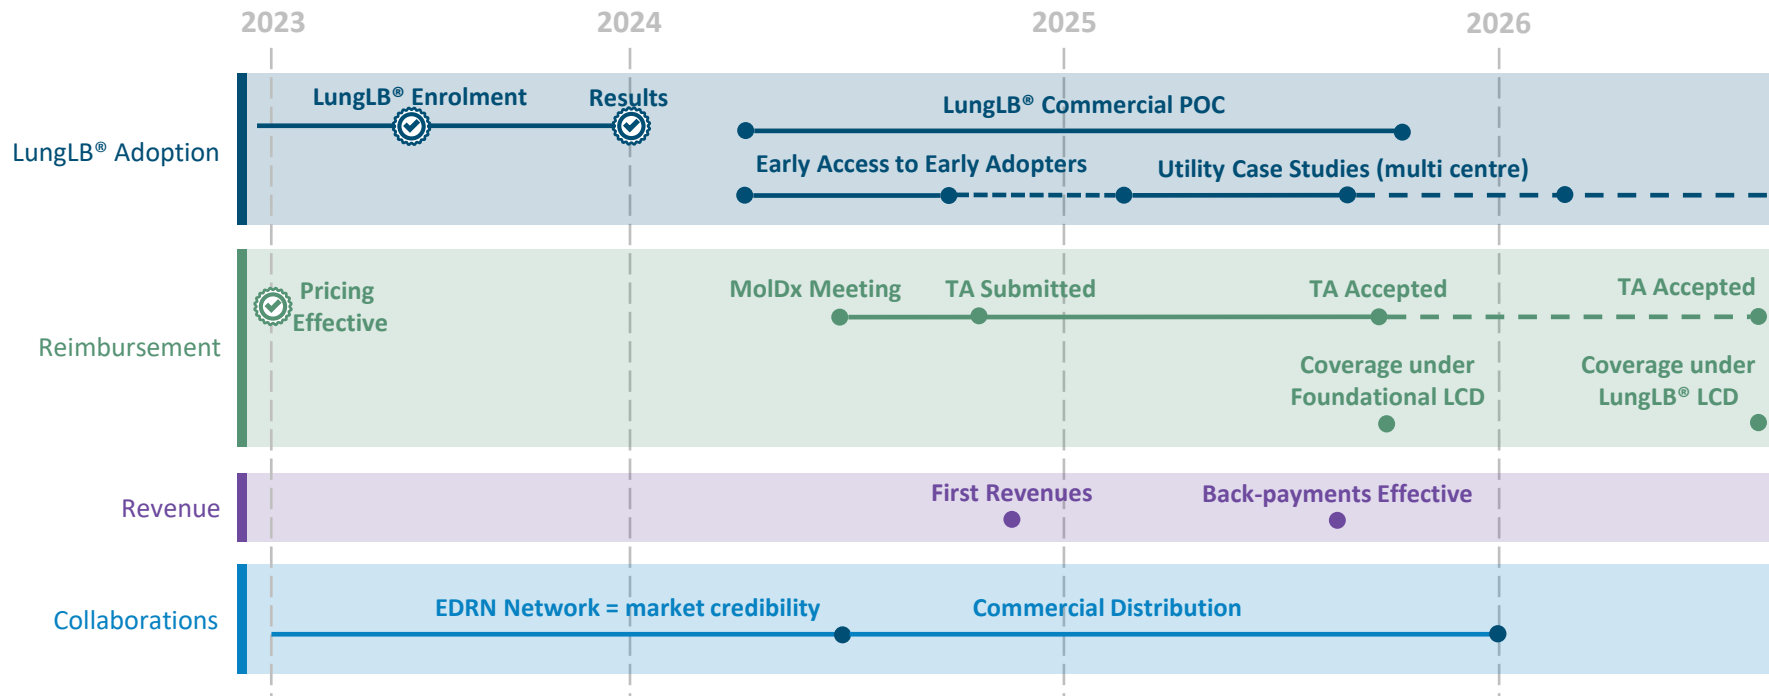 2023
2024
2025
2026
LungLB® Adoption
LungLB® Enrolment
Results
LungLB® Commercial POC
Early Access to Early Adopters
Utility Case Studies (multi centre)
Reimbursement
Pricing
Effective
MolDx Meeting
TA Submitted
TA Accepted
TA Accepted
Coverage under
Foundational LCD
Coverage under
LungLB® LCD
Revenue
First Revenues
Back-payments Effective
Collaborations
EDRN Network = market credibility
Commercial Distribution